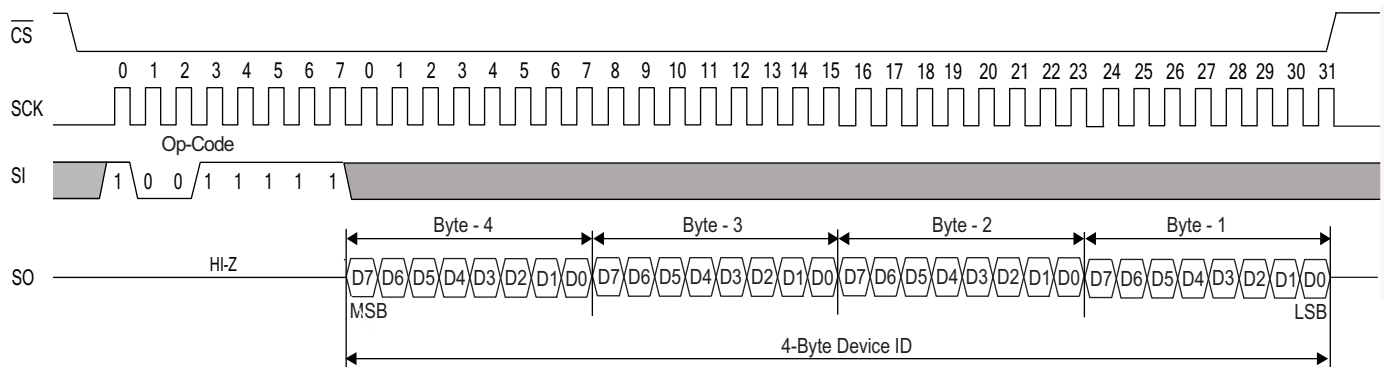 CS
0 1 2 3 4 5 6 7 0 1 2 3 4 5 6 7 8 9 10 11 12 13 14 15 16 17 18 19 20 21 22 23 24 25 26 27 28 29 30 31
SCK
Op-Code
SI 1 0 0 1 1 1 1 1
Byte - 4 Byte - 3 Byte - 2 Byte - 1
SO HI-Z D7 D6 D5 D4 D3 D2 D1 D0 D7 D6 D5 D4 D3 D2 D1 D0 D7 D6 D5 D4 D3 D2 D1 D0 D7 D6 D5 D4 D3 D2 D1 D0
MSB LSB
4-Byte Device ID